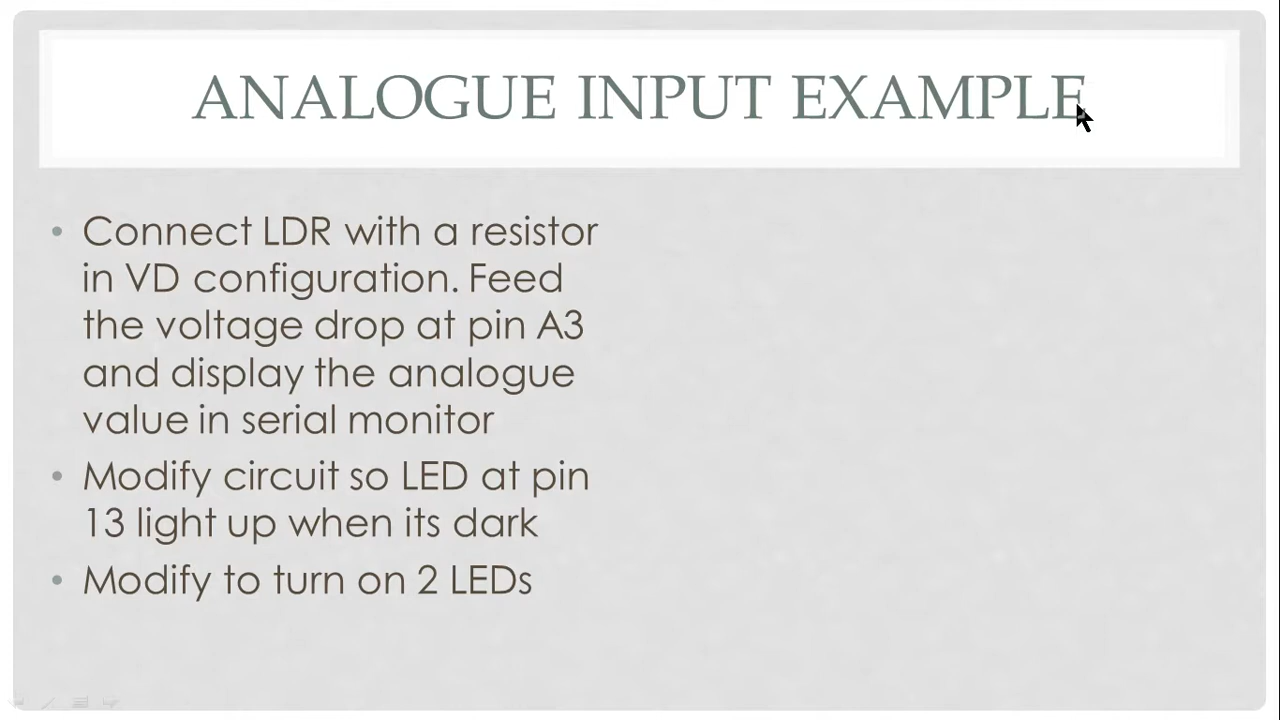 ANALOGUE INPUT EXAMPLE
• Connect LDR with a resistor
in VD configuration. Feed
the voltage drop at pin A3
and display the analogue
value in serial monitor
• Modify circuit so LED at pin
13 light up when its dark
• Modify to turn on 2 LEDs